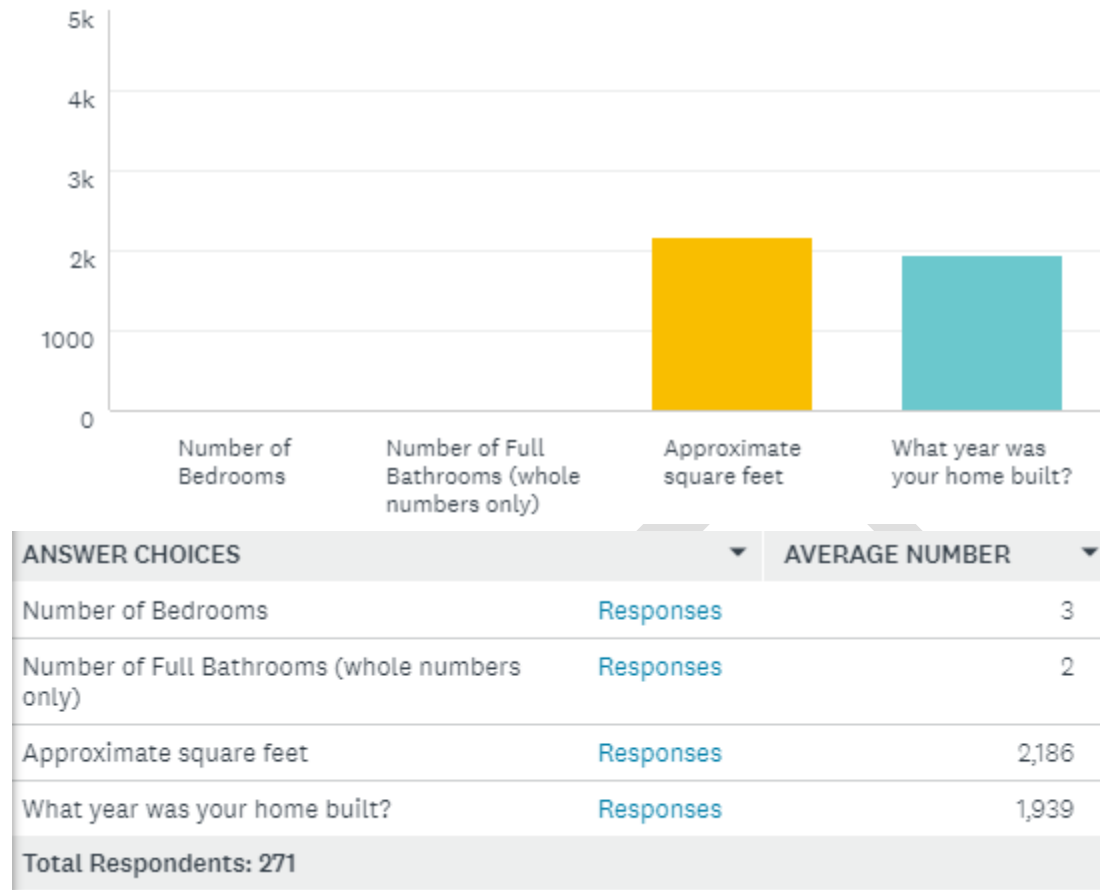 5k
4k
3k
2k
1000
0
Number of
Bedrooms
Number of Full
Bathrooms (whole
numbers only)
Approximate
square feet
What year was
your home built?
ANSWER CHOICES AVERAGE NUMBER
Number of Bedrooms Responses 3
Number of Full Bathrooms (whole numbers Responses 2
only)
Approximate square feet Responses 2,186
What year was your home built? Responses 1,939
Total Respondents: 271